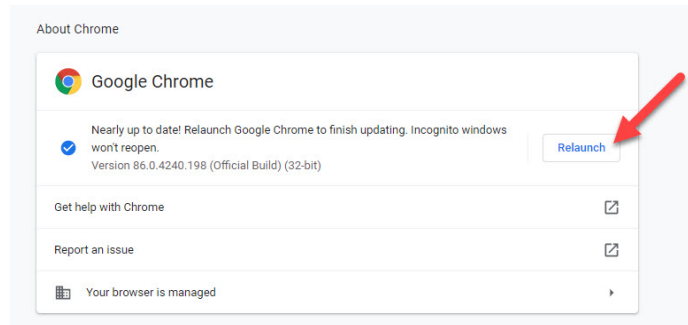 About Chrome
Google Chrome
Nearly up to date! Relaunch Google Chrome to finish updating. Incognito windows
won't reopen.
Version 86.0.4240.198 (Official Build) (32-bit)
Relaunch
Get help with Chrome
Report an issue
Your browser is managed